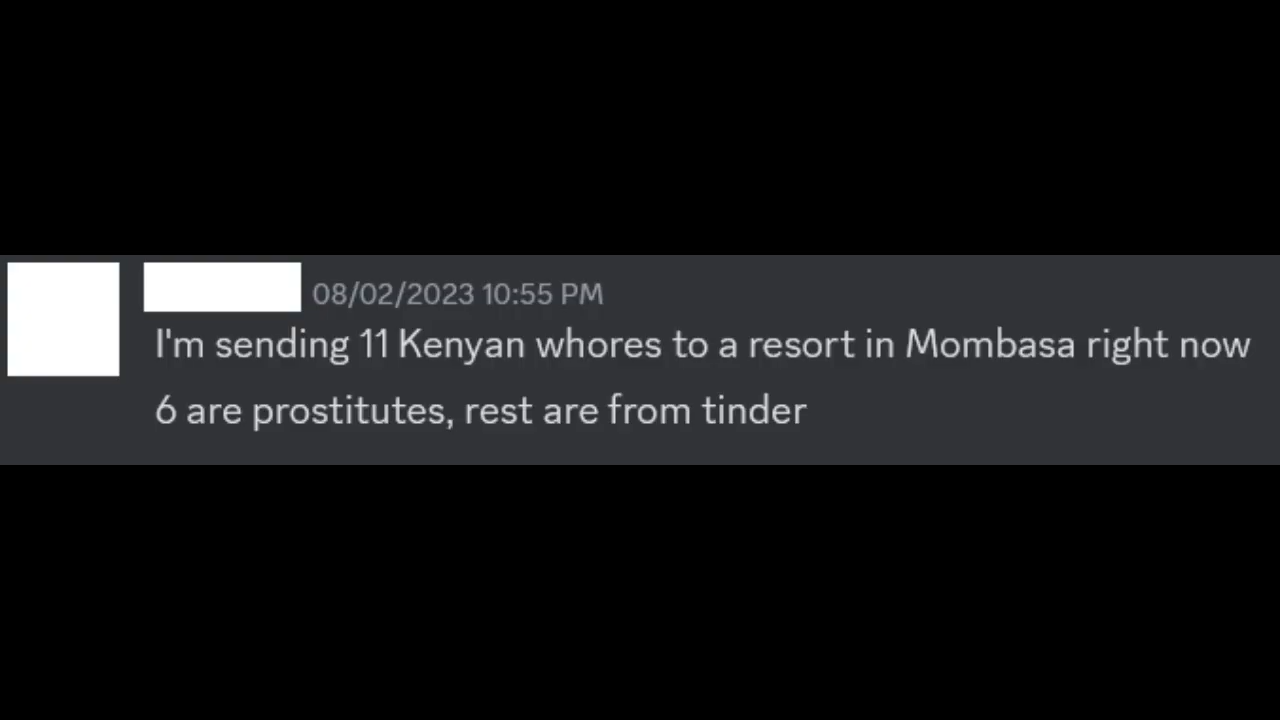 08/02/2023 10:55 PM
I'm sending 11 Kenyan whores to a resort in Mombasa right now
6 are prostitutes, rest are from tinder